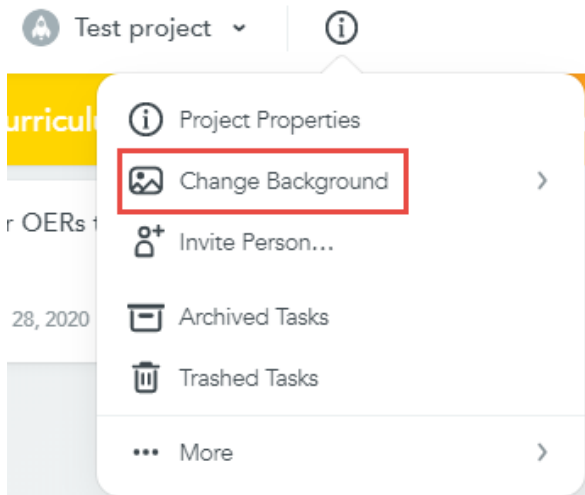 Test project
urricul
Project Properties
Change Background
r OERs t
Invite Person...
28, 2020
Archived Tasks
Trashed Tasks
More